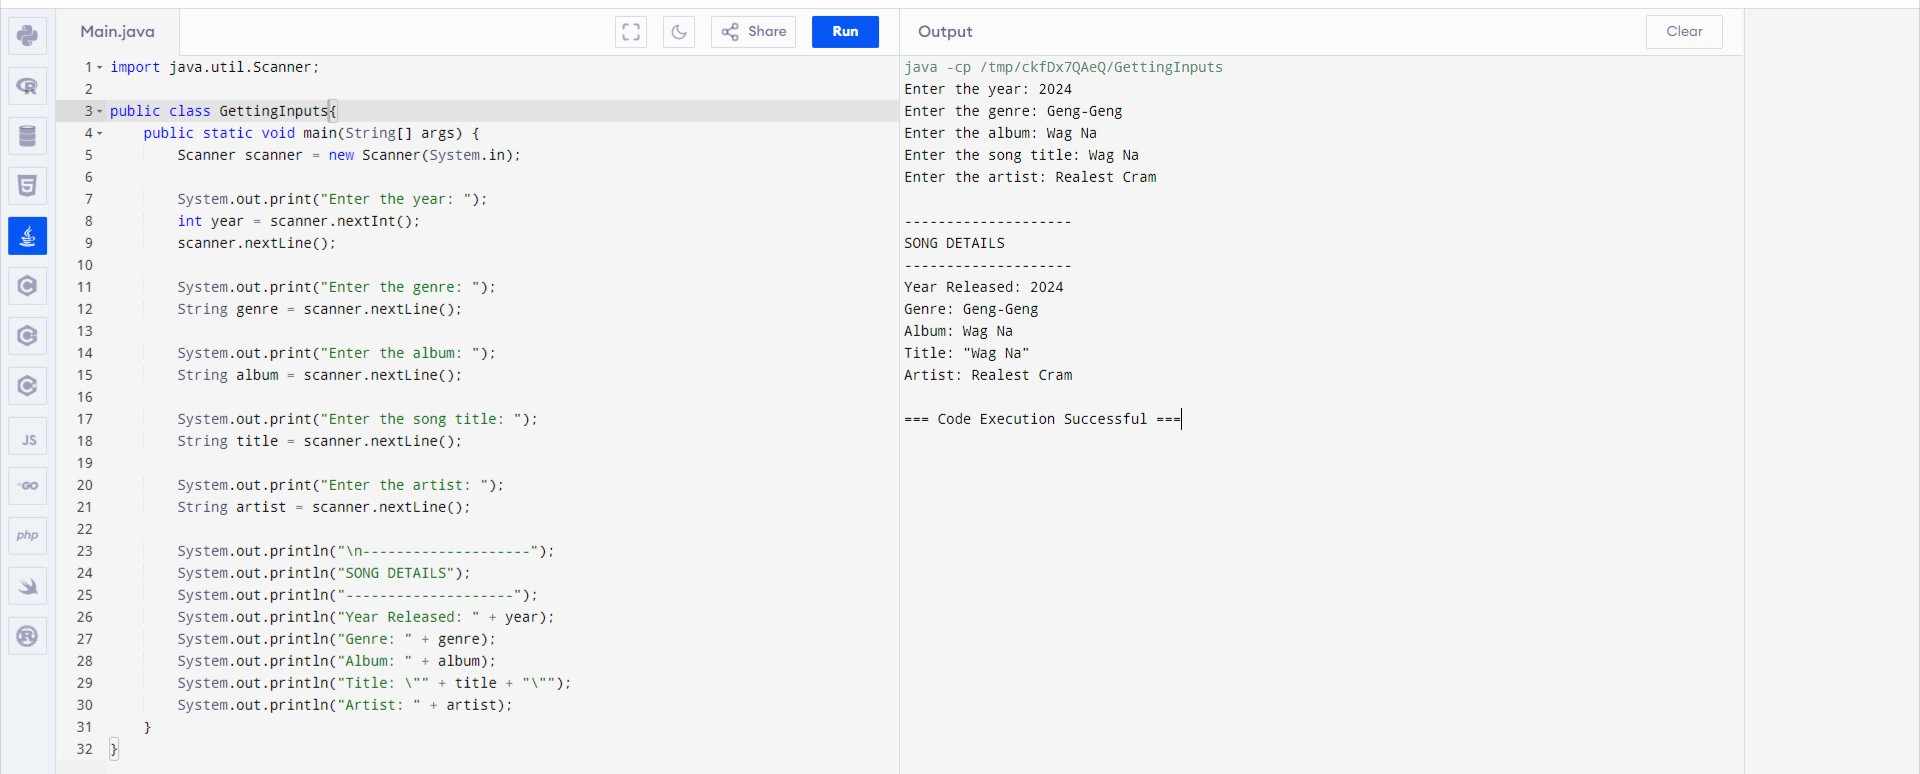 Main.java
Share
Run
Output
Clear
1 import java.util.Scanner;
2
3 public class GettingInputs{
4     public static void main(String[] args) {
5         Scanner scanner = new Scanner(System.in);
6
7         System.out.print("Enter the year: ");
8         int year = scanner.nextInt();
9         scanner.nextLine();
10
11         System.out.print("Enter the genre: ");
12         String genre = scanner.nextLine();
13
14         System.out.print("Enter the album: ");
15         String album = scanner.nextLine();
16
17         System.out.print("Enter the song title: ");
18         String title = scanner.nextLine();
19
20         System.out.print("Enter the artist: ");
21         String artist = scanner.nextLine();
22
23         System.out.println("\n--------------------");
24         System.out.println("SONG DETAILS");
25         System.out.println("--------------------");
26         System.out.println("Year Released: " + year);
27         System.out.println("Genre: " + genre);
28         System.out.println("Album: " + album);
29         System.out.println("Title: \"" + title + "\"");
30         System.out.println("Artist: " + artist);
31     }
32 }
java -cp /tmp/ckfDx7QAeQ/GettingInputs
Enter the year: 2024
Enter the genre: Geng-Geng
Enter the album: Wag Na
Enter the song title: Wag Na
Enter the artist: Realest Cram
--------------------
SONG DETAILS
--------------------
Year Released: 2024
Genre: Geng-Geng
Album: Wag Na
Title: "Wag Na"
Artist: Realest Cram
=== Code Execution Successful ===
R
5
C
C
C
JS
GO
php
R